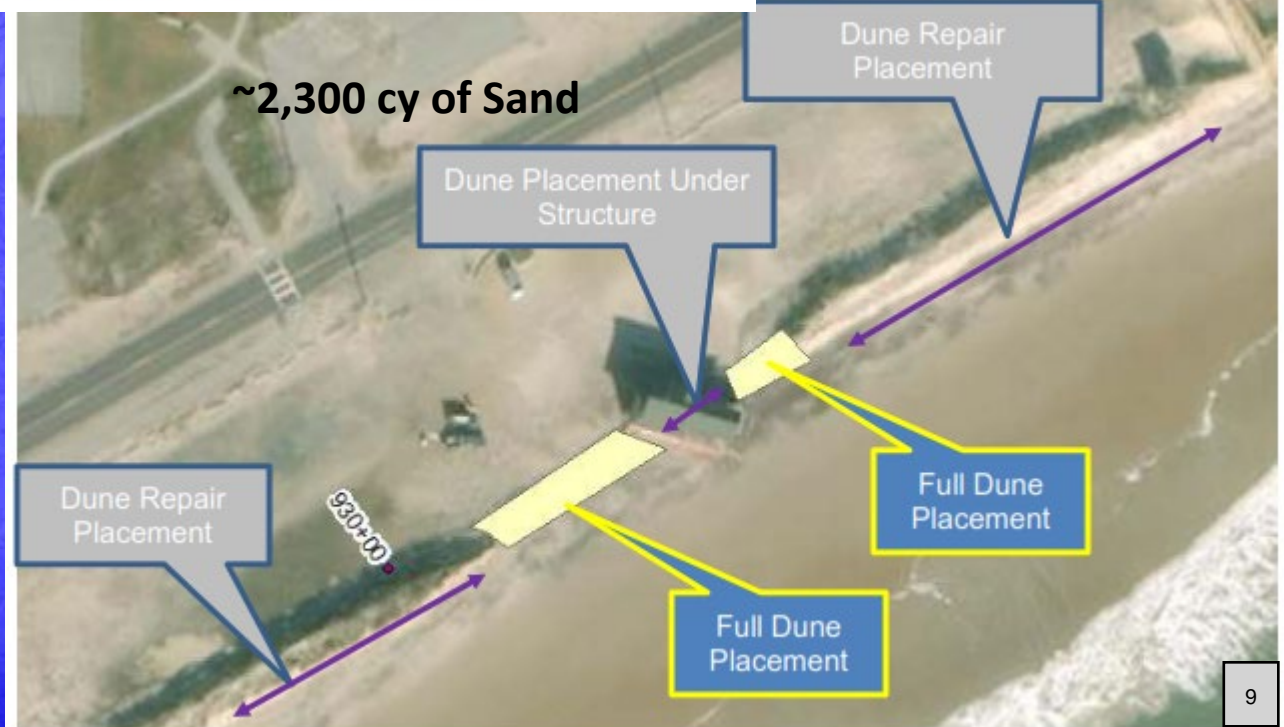 ~2,300 cy of Sand
Dune Repair
Placement
Dune Placement Under
Structure
Dune Repair
Placement
930+00
Full Dune
Placement
Full Dune
Placement
9